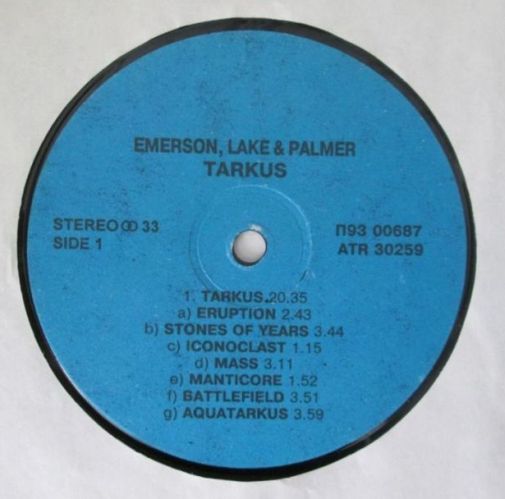 EMERSON, LAKE & PALMER
TARKUS
STEREO 33
SIDE 1
П93 00687
ATR 30259
1. TARKUS.20.35
a) ERUPTION 2.43
b) STONES OF YEARS 3.44
c) ICONOCLAST 1.15
d) MASS 3.11
e) MANTICORE 1.52
f) BATTLEFIELD 3.51
g) AQUATARKUS 3.59